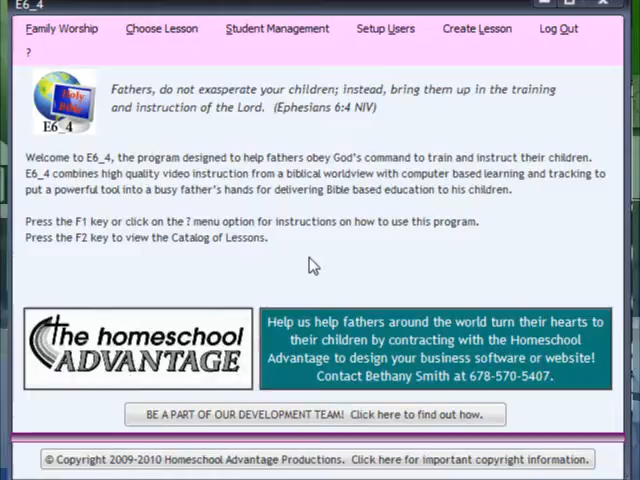 E6_4
Family Worship Choose Lesson Student Management Setup Users Create Lesson Log Out
?
Holy
Bible
E6_4
Fathers, do not exasperate your children; instead, bring them up in the training
and instruction of the Lord. (Ephesians 6:4 NIV)
Welcome to E6_4, the program designed to help fathers obey God's command to train and instruct their children.
E6_4 combines high quality video instruction from a biblical worldview with computer based learning and tracking to
put a powerful tool into a busy father's hands for delivering Bible based education to his children.
Press the F1 key or click on the ? menu option for instructions on how to use this program.
Press the F2 key to view the Catalog of Lessons.
the homeschool
ADVANTAGE
Help us help fathers around the world turn their hearts to
their children by contracting with the Homeschool
Advantage to design your business software or website!
Contact Bethany Smith at 678-570-5407.
BE A PART OF OUR DEVELOPMENT TEAM! Click here to find out how.
© Copyright 2009-2010 Homeschool Advantage Productions. Click here for important copyright information.